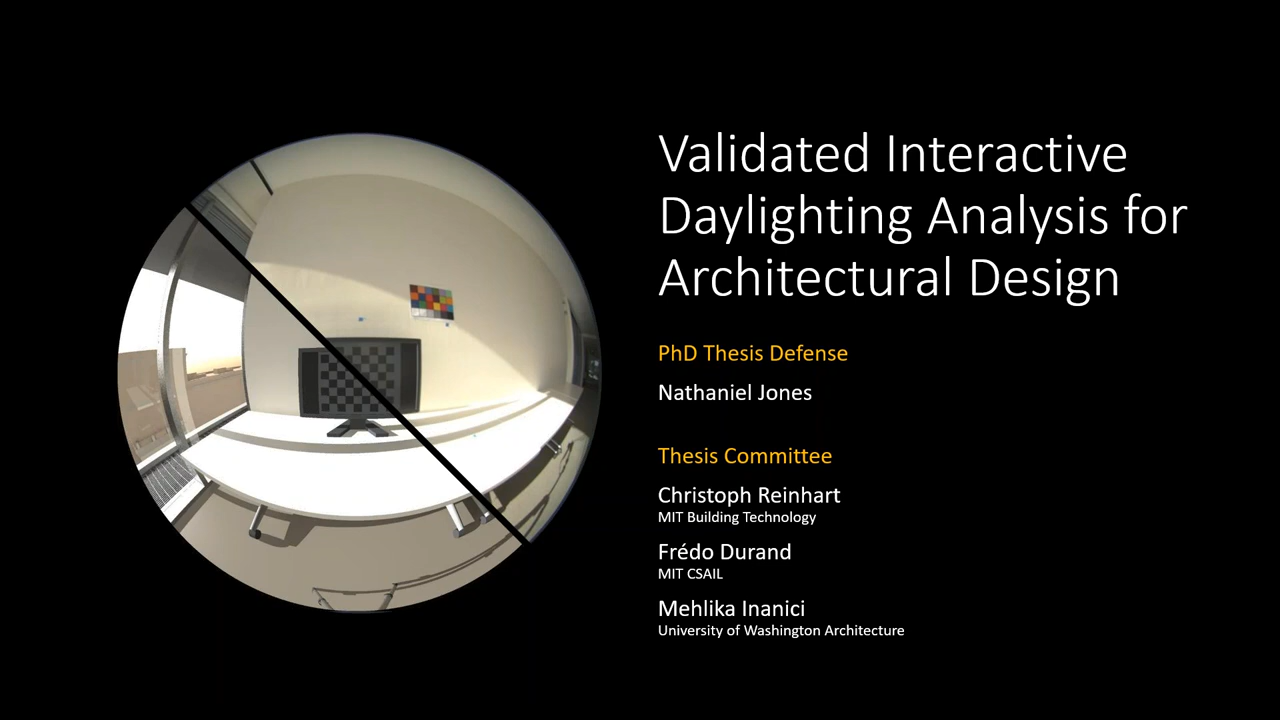 Validated Interactive
Daylighting Analysis for
Architectural Design
PhD Thesis Defense
Nathaniel Jones
Thesis Committee
Christoph Reinhart
MIT Building Technology
Frédo Durand
MIT CSAIL
Mehlika Inanici
University of Washington Architecture